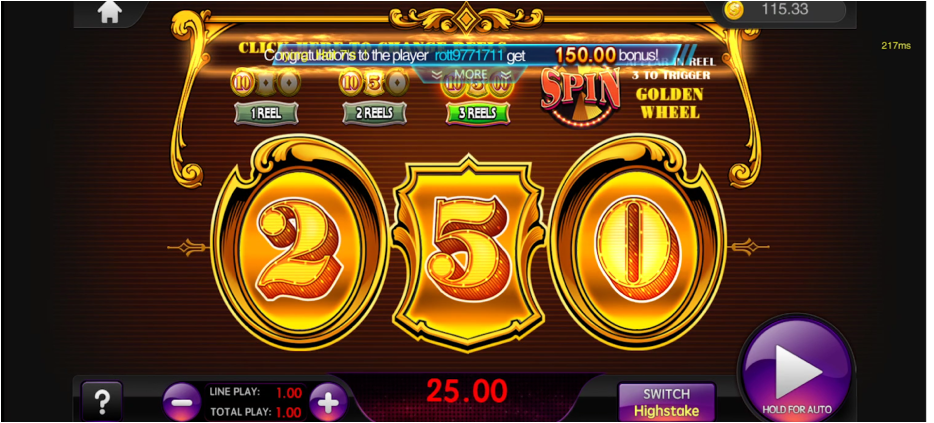 115.33
217ms
Congratulations to the player rott9771711 get 150.00 bonus!
MORE
1 REEL
2 REELS
3 REELS
SPIN
REEL
3 TO TRIGGER
GOLDEN
WHEEL
2 5 0
?
LINE PLAY: 1.00
TOTAL PLAY: 1.00
25.00
SWITCH
Highstake
HOLD FOR AUTO